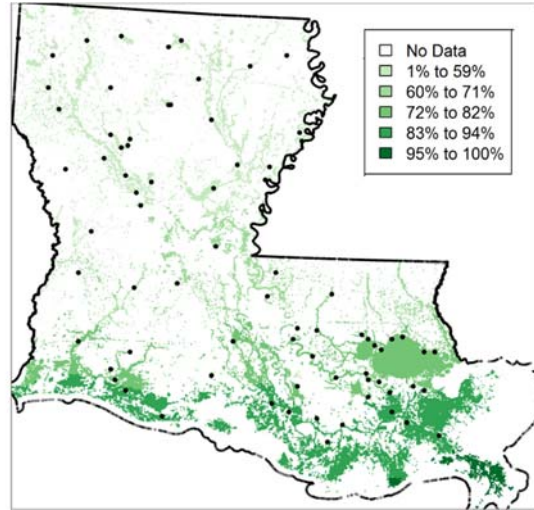 No Data
1% to 59%
60% to 71%
72% to 82%
83% to 94%
95% to 100%